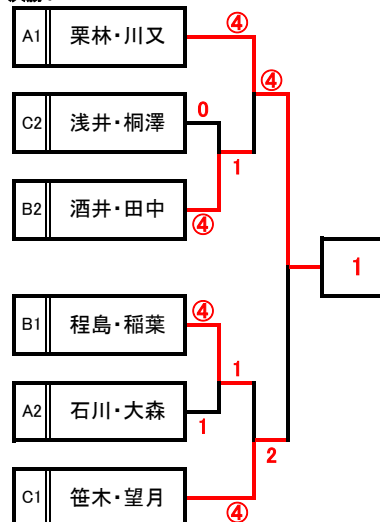 A1 栗林・川又 ④
④
C2 浅井・桐澤 0
1
B2 酒井・田中 ④
1
B1 程島・稲葉 ④
1
A2 石川・大森 1
2
C1 笹木・望月 ④